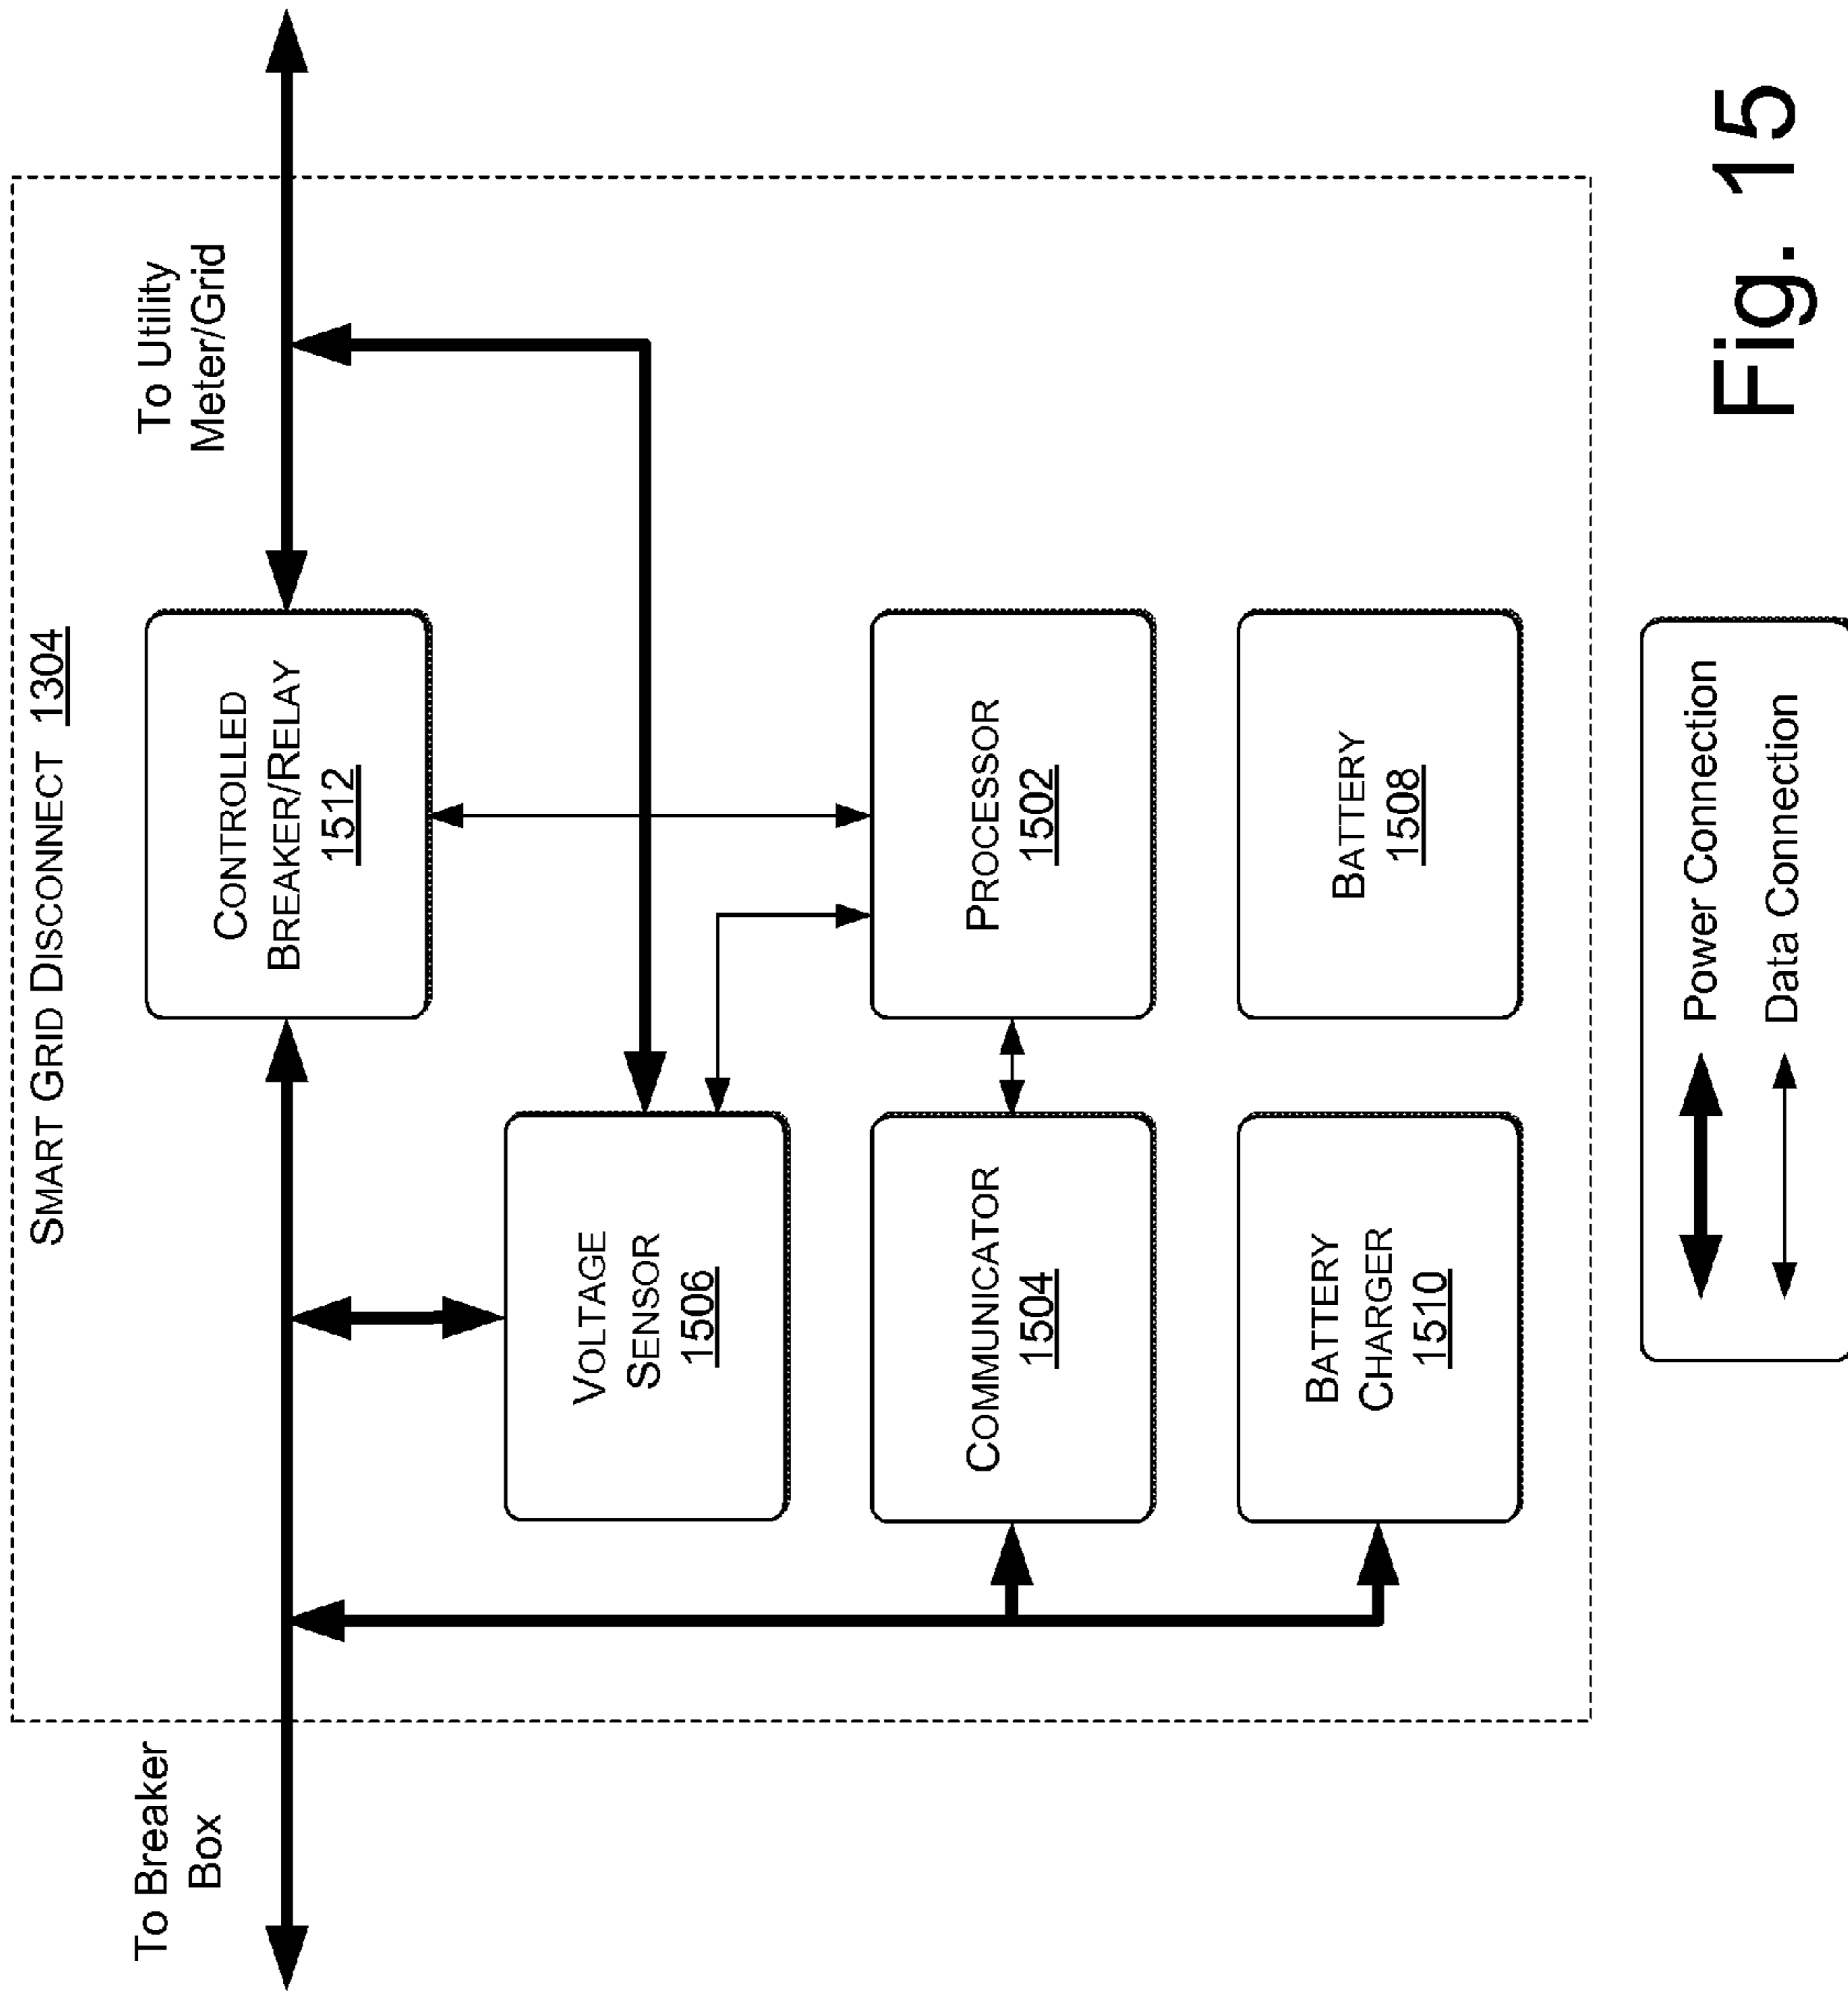 SMART GRID DISCONNECT 1304
To Breaker
Box
To Utility
Meter/Grid
CONTROLLED
BREAKER/RELAY
1512
VOLTAGE
SENSOR
1506
COMMUNICATOR
1504
PROCESSOR
1502
BATTERY
CHARGER
1510
BATTERY
1508
Power Connection
Data Connection
Fig. 15